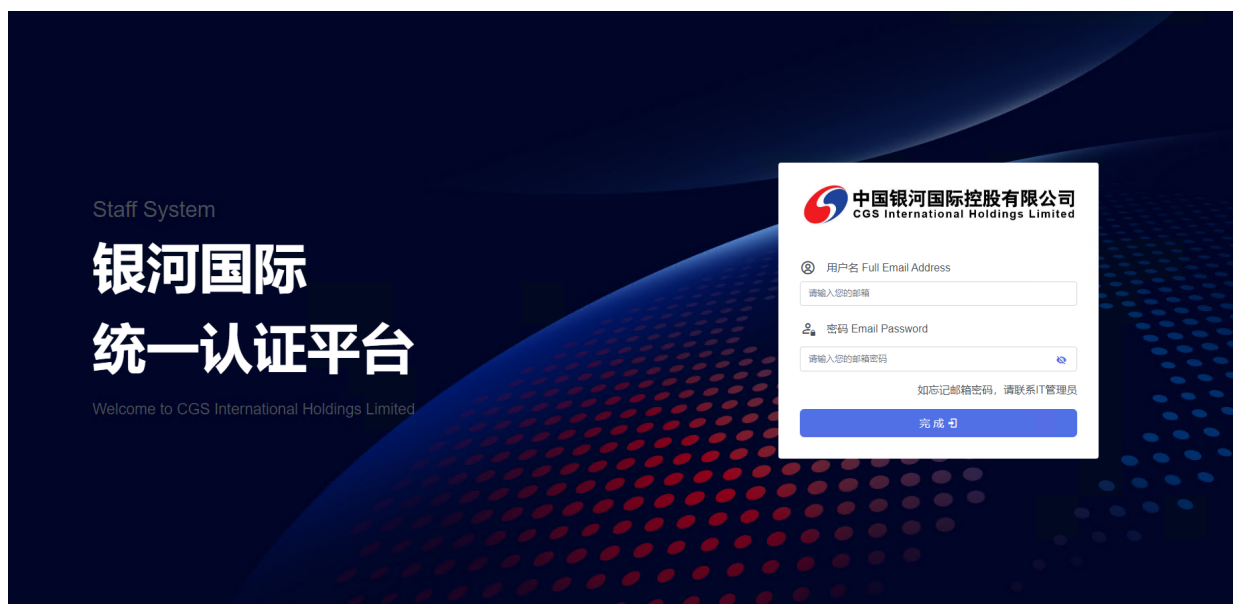 Staff System
银河国际
统一认证平台
Welcome to CGS International Holdings Limited
中国银河国际控股有限公司
CGS International Holdings Limited
用户名 Full Email Address
请输入您的邮箱
密码 Email Password
请输入您的邮箱密码
如忘记邮箱密码，请联系IT管理员
完成